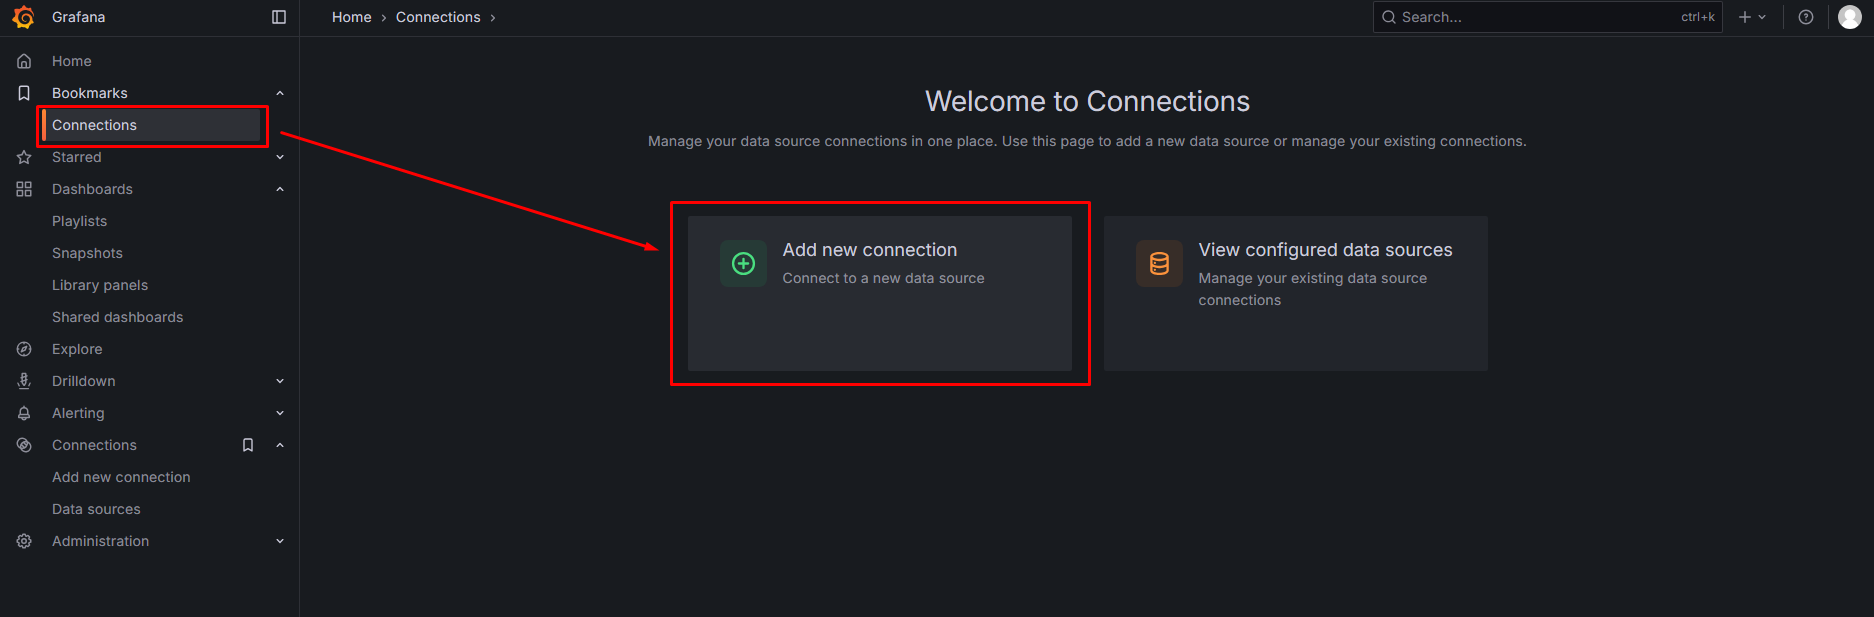 Grafana
Home › Connections ›
Search...
ctrl+k
Home
Bookmarks
Connections
Starred
Dashboards
Playlists
Snapshots
Library panels
Shared dashboards
Explore
Drilldown
Alerting
Connections
Add new connection
Data sources
Administration
Welcome to Connections
Manage your data source connections in one place. Use this page to add a new data source or manage your existing connections.
Add new connection
Connect to a new data source
View configured data sources
Manage your existing data source
connections